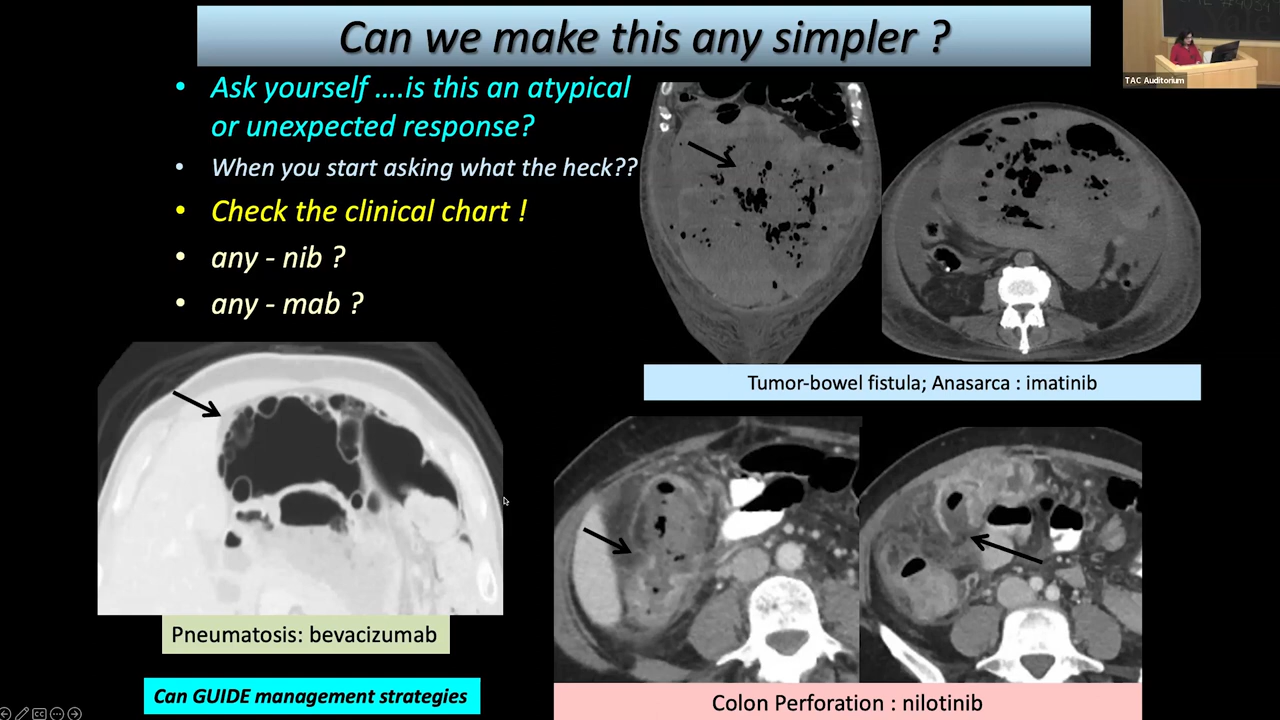 Can we make this any simpler ?
• Ask yourself ….is this an atypical
or unexpected response?
• When you start asking what the heck??
• Check the clinical chart !
• any - nib ?
• any - mab ?
TAC Auditorium
Tumor-bowel fistula; Anasarca : imatinib
Pneumatosis: bevacizumab
Can GUIDE management strategies
Colon Perforation : nilotinib